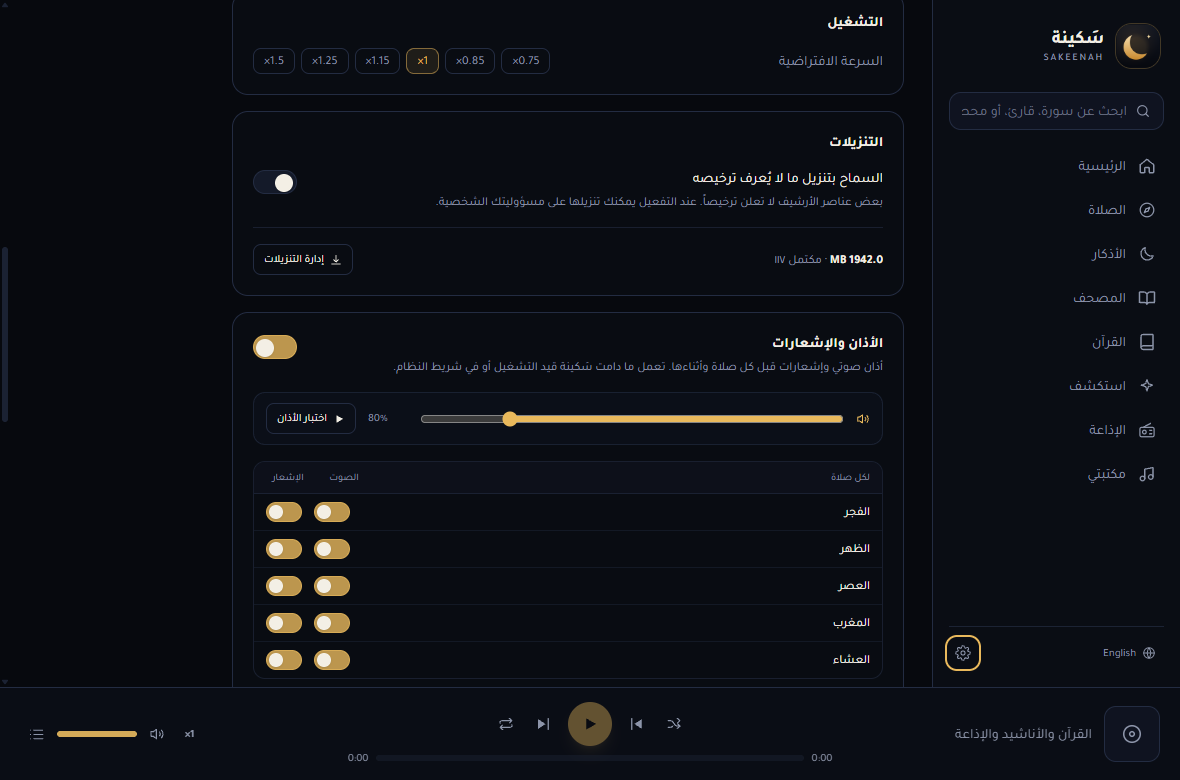 سَكينة
SAKEENAH
ابحث عن سورة، قارئ، أو محد
الرئيسية
الصلاة
الأذكار
المصحف
القرآن
استكشف
الإذاعة
مكتبتي
English
التشغيل
السرعة الافتراضية
×0.75
×0.85
×1
×1.15
×1.25
×1.5
التنزيلات
السماح بتنزيل ما لا يُعرف ترخيصه
بعض عناصر الأرشيف لا تعلن ترخيصاً. عند التفعيل يمكنك تنزيلها على مسؤوليتك الشخصية.
1942.0 MB · مكتمل ١١٧
إدارة التنزيلات
الأذان والإشعارات
أذان صوتي وإشعارات قبل كل صلاة وأثناءها. تعمل ما دامت سَكينة قيد التشغيل أو في شريط النظام.
80%
اختبار الأذان
لكل صلاة الصوت الإشعار
الفجر
الظهر
العصر
المغرب
العشاء
القرآن والأناشيد والإذاعة
0:00
0:00
×1